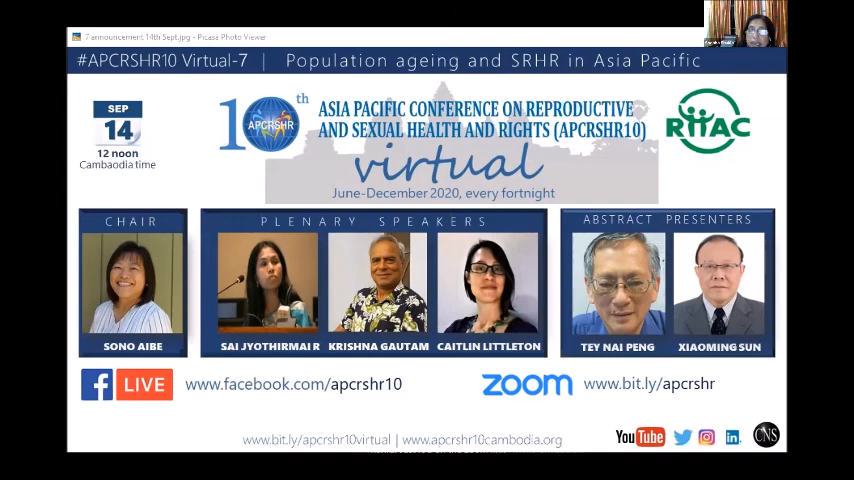 7 announcement 14th Sept.jpg - Picasa Photo Viewer
#APCRSHR10 Virtual-7 | Population ageing and SRHR in Asia Pacific
SEP
14
12 noon
Cambaodia time
10th
APCRSHR
ASIA PACIFIC CONFERENCE ON REPRODUCTIVE
AND SEXUAL HEALTH AND RIGHTS (APCRSHR10)
virtual
June-December 2020, every fortnight
RHAC
CHAIR
SONO AIBE
PLENARY SPEAKERS
SAI JYOTHIRMAI R
KRISHNA GAUTAM
CAITLIN LITTLETON
ABSTRACT PRESENTERS
TEY NAI PENG
XIAOMING SUN
f LIVE
www.facebook.com/apcrshr10
zoom
www.bit.ly/apcrshr
www.bit.ly/apcrshr10virtual | www.apcrshr10cambodia.org
YouTube
in
CNS